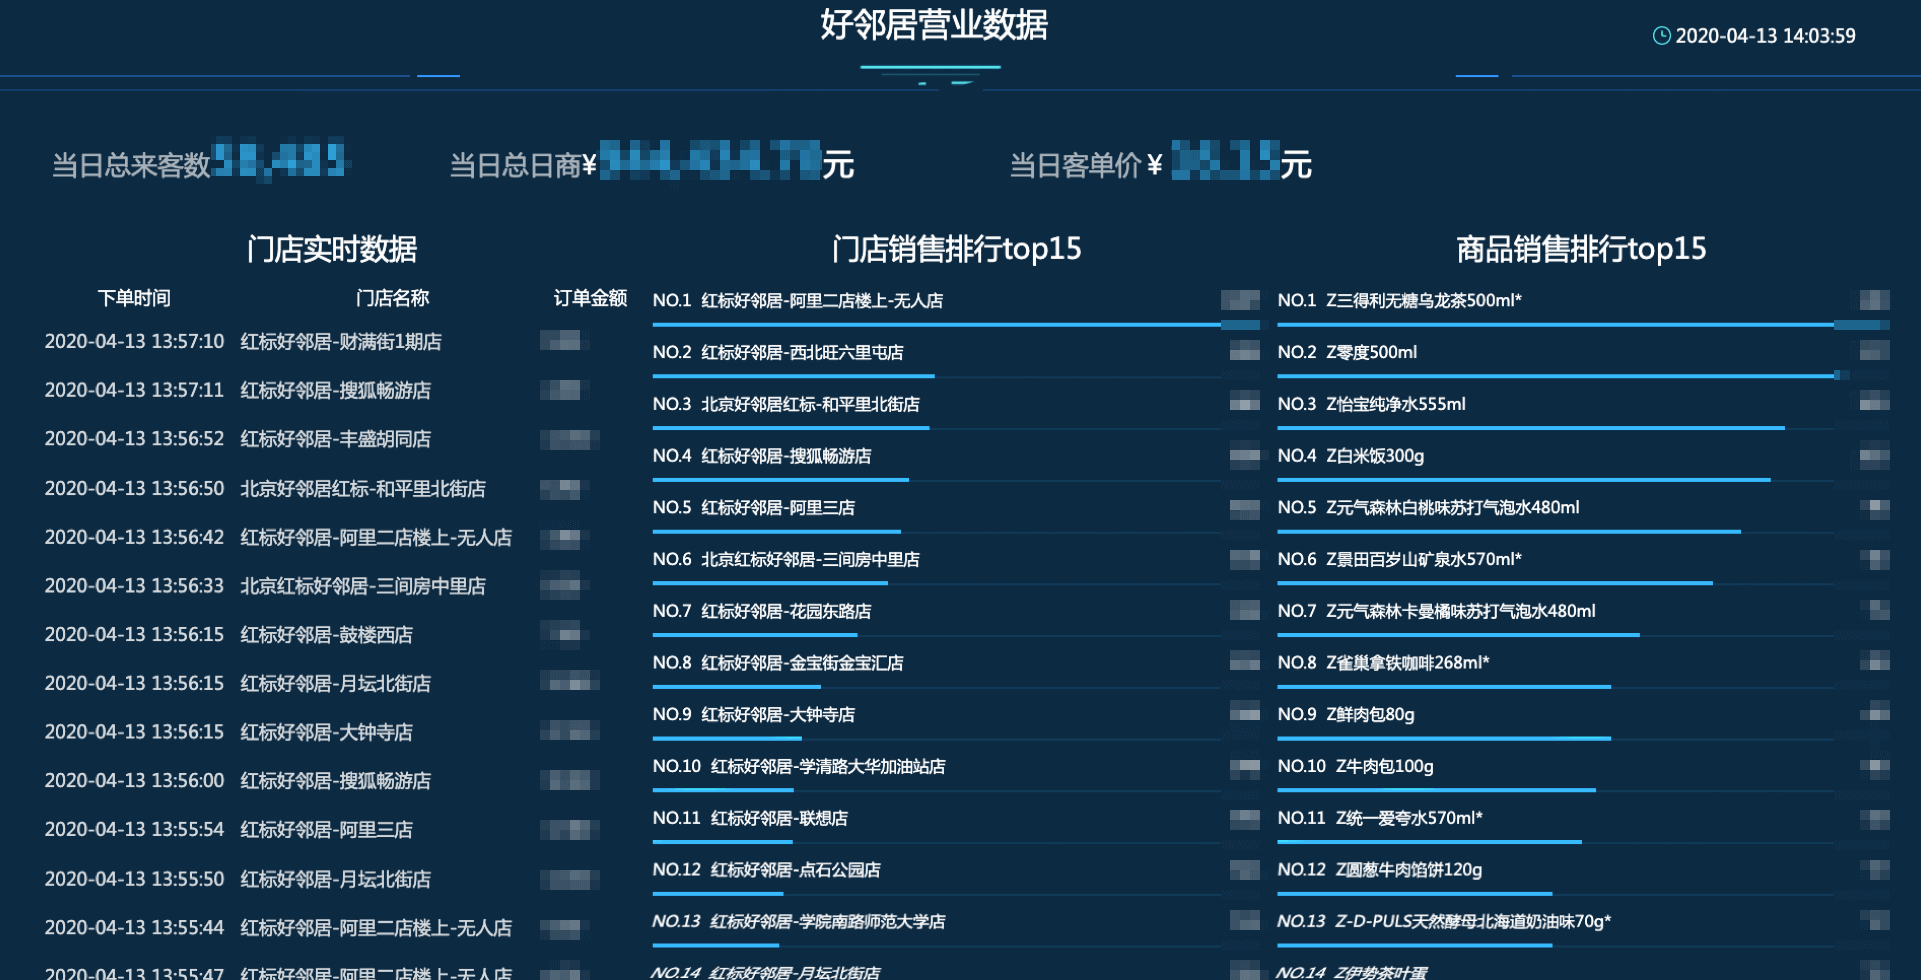 好邻居营业数据
2020-04-13 14:03:59
当日总来客数
当日总日商¥ 元
当日客单价 ¥ 元
门店实时数据
下单时间 门店名称 订单金额
2020-04-13 13:57:10 红标好邻居-财满街1期店
2020-04-13 13:57:11 红标好邻居-搜狐畅游店
2020-04-13 13:56:52 红标好邻居-丰盛胡同店
2020-04-13 13:56:50 北京好邻居红标-和平里北街店
2020-04-13 13:56:42 红标好邻居-阿里二店楼上-无人店
2020-04-13 13:56:33 北京红标好邻居-三间房中里店
2020-04-13 13:56:15 红标好邻居-鼓楼西店
2020-04-13 13:56:15 红标好邻居-月坛北街店
2020-04-13 13:56:15 红标好邻居-大钟寺店
2020-04-13 13:56:00 红标好邻居-搜狐畅游店
2020-04-13 13:55:54 红标好邻居-阿里三店
2020-04-13 13:55:50 红标好邻居-月坛北街店
2020-04-13 13:55:44 红标好邻居-阿里二店楼上-无人店
2020-04-13 13:55:47 红标好邻居-阿里二店楼上-无人店
门店销售排行top15
NO.1 红标好邻居-阿里二店楼上-无人店
NO.2 红标好邻居-西北旺六里屯店
NO.3 北京好邻居红标-和平里北街店
NO.4 红标好邻居-搜狐畅游店
NO.5 红标好邻居-阿里三店
NO.6 北京红标好邻居-三间房中里店
NO.7 红标好邻居-花园东路店
NO.8 红标好邻居-金宝街金宝汇店
NO.9 红标好邻居-大钟寺店
NO.10 红标好邻居-学清路大华加油站店
NO.11 红标好邻居-联想店
NO.12 红标好邻居-点石公园店
NO.13 红标好邻居-学院南路师范大学店
NO.14 红标好邻居-月坛北街店
商品销售排行top15
NO.1 Z三得利无糖乌龙茶500ml*
NO.2 Z零度500ml
NO.3 Z怡宝纯净水555ml
NO.4 Z白米饭300g
NO.5 Z元气森林白桃味苏打气泡水480ml
NO.6 Z景田百岁山矿泉水570ml*
NO.7 Z元气森林卡曼橘味苏打气泡水480ml
NO.8 Z雀巢拿铁咖啡268ml*
NO.9 Z鲜肉包80g
NO.10 Z牛肉包100g
NO.11 Z统一爱夸水570ml*
NO.12 Z圆葱牛肉馅饼120g
NO.13 Z-D-PULS天然酵母北海道奶油味70g*
NO.14 Z伊势茶叶蛋